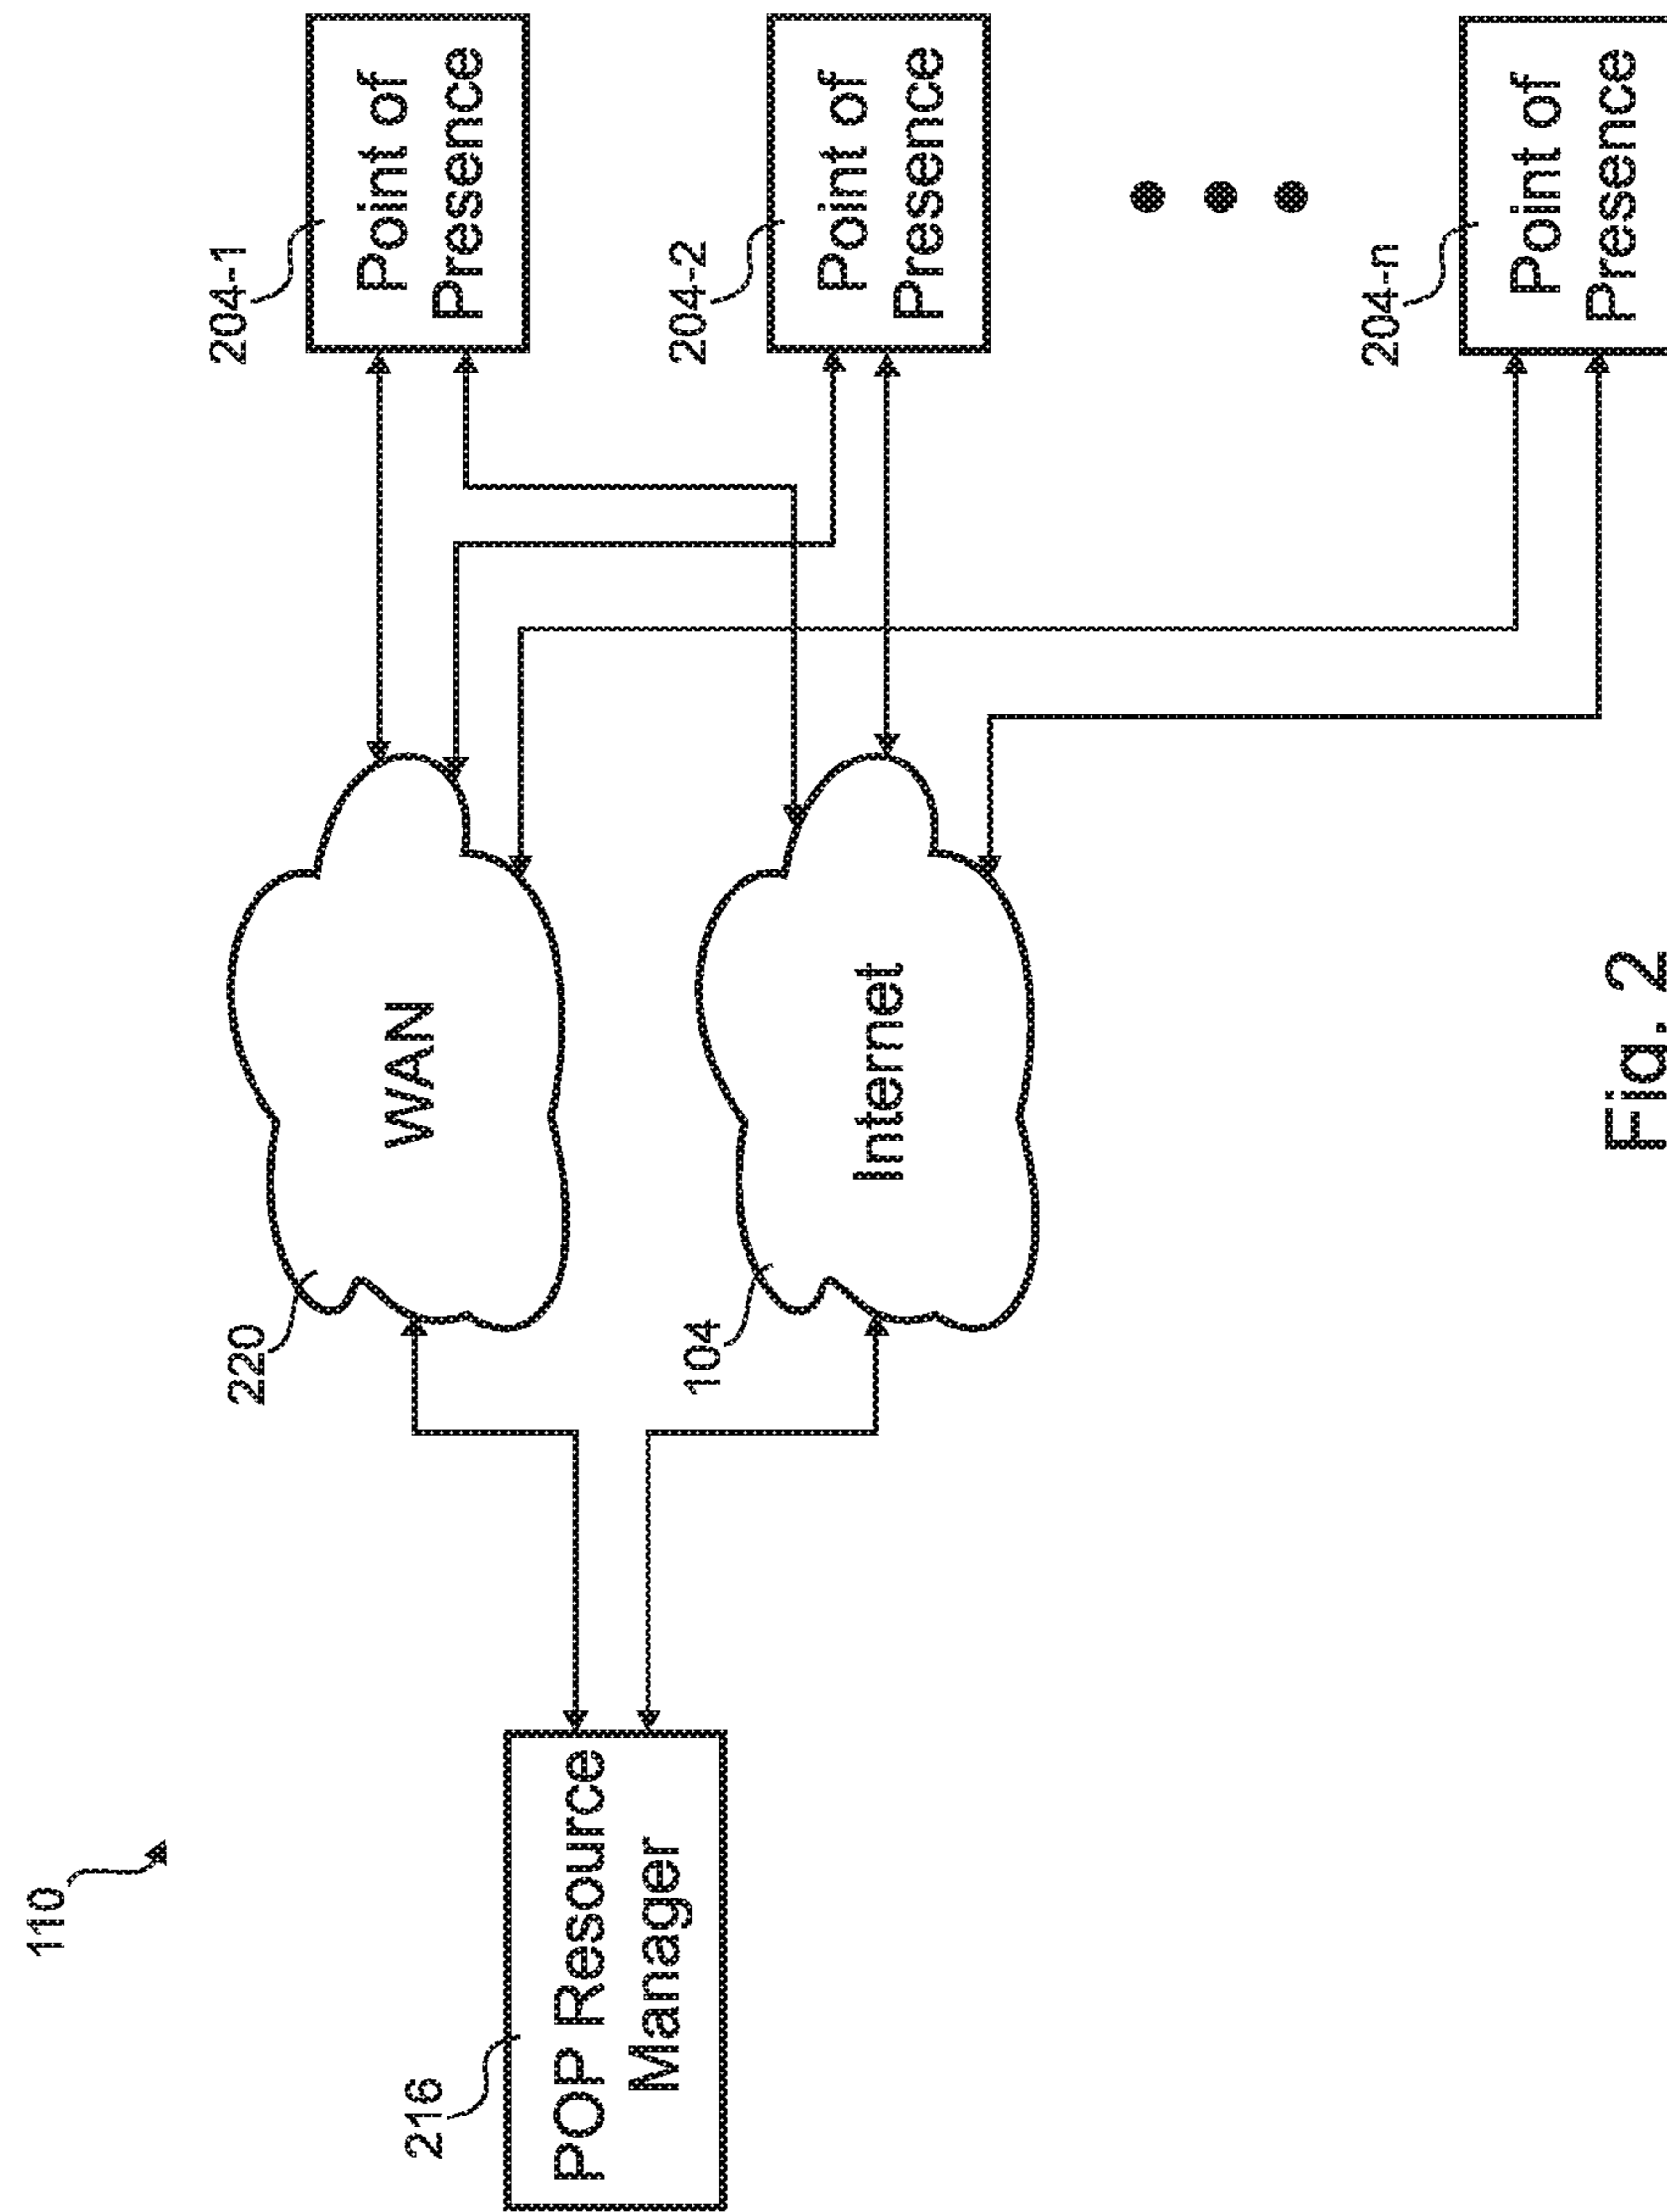 110
204-1
Point of
Presence
220
WAN
216
POP Resource
Manager
204-2
Point of
Presence
104
Internet
204-n
Point of
Presence
Fig. 2